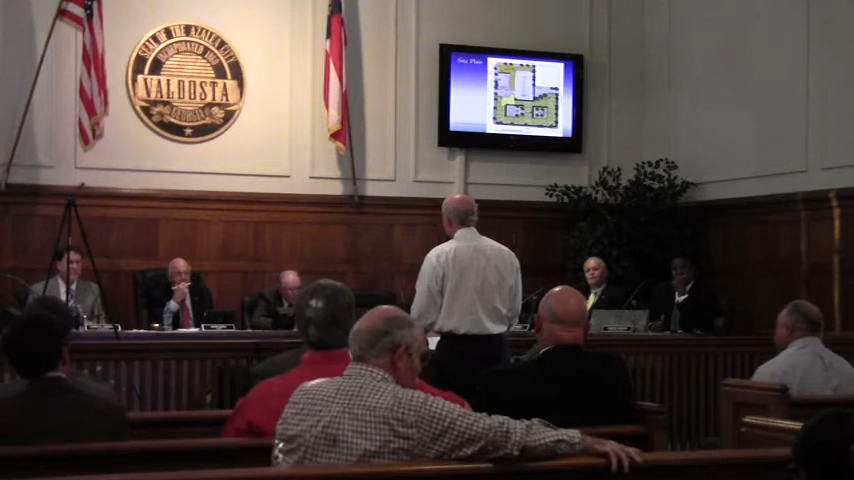 SEAL OF THE AZALEA CITY
INCORPORATED 1860
VALDOSTA
GEORGIA
Site Plan